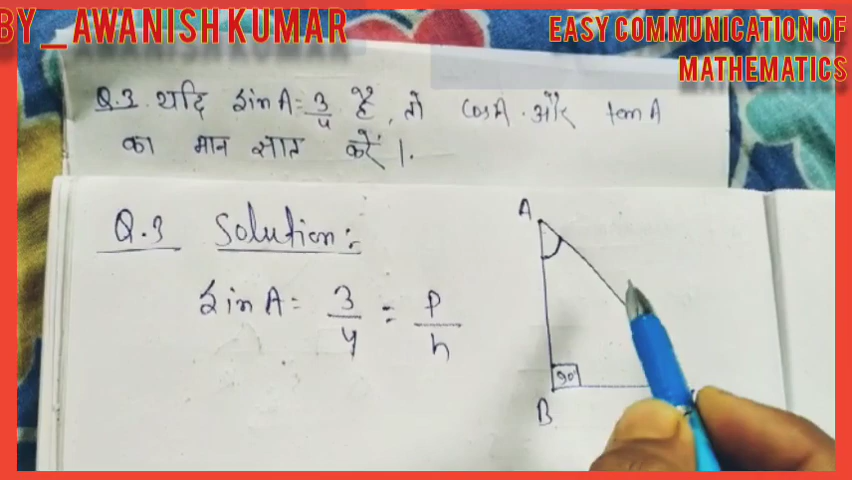 BY_AWANISH KUMAR
EASY COMMUNICATION OF
MATHEMATICS
Q.3 यदि sin A = 3/4 है, तो cos A और tan A
का मान ज्ञात करें।
Q.3 Solution:
sin A = 3/4 = P/h
A
90°
B